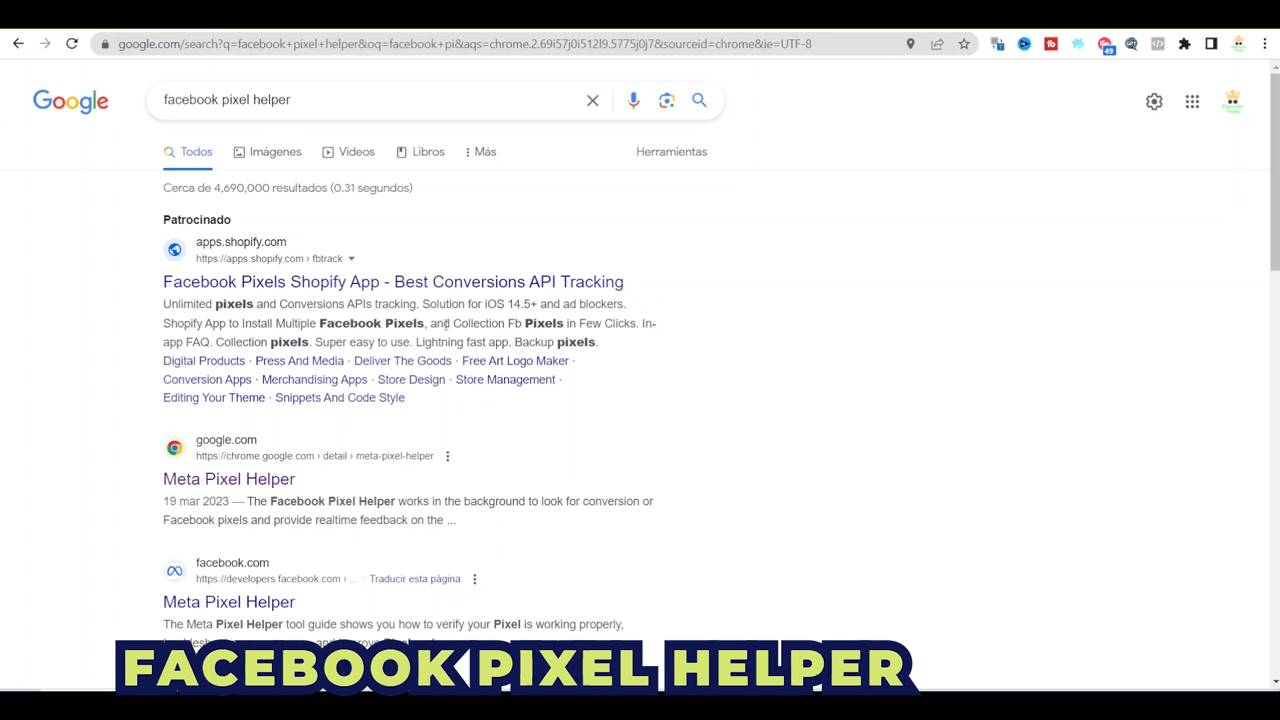 google.com/search?q=facebook+pixel+helper&oq=facebook+pi&aqs=chrome.2.69i57j0i512l9.5775j0j7&sourceid=chrome&ie=UTF-8
49
Google
facebook pixel helper
Todos
Imágenes
Videos
Libros
Más
Herramientas
Cerca de 4,690,000 resultados (0.31 segundos)
Patrocinado
apps.shopify.com
https://apps.shopify.com › fbtrack
Facebook Pixels Shopify App - Best Conversions API Tracking
Unlimited pixels and Conversions APIs tracking. Solution for iOS 14.5+ and ad blockers.
Shopify App to Install Multiple Facebook Pixels, and Collection Fb Pixels in Few Clicks. In-
app FAQ. Collection pixels. Super easy to use. Lightning fast app. Backup pixels.
Digital Products · Press And Media · Deliver The Goods · Free Art Logo Maker ·
Conversion Apps · Merchandising Apps · Store Design · Store Management ·
Editing Your Theme · Snippets And Code Style
google.com
https://chrome.google.com › detail › meta-pixel-helper
Meta Pixel Helper
19 mar 2023 — The Facebook Pixel Helper works in the background to look for conversion or
Facebook pixels and provide realtime feedback on the ...
facebook.com
https://developers.facebook.com › ... Traducir esta página
Meta Pixel Helper
The Meta Pixel Helper tool guide shows you how to verify your Pixel is working properly,
FACEBOOK PIXEL HELPER